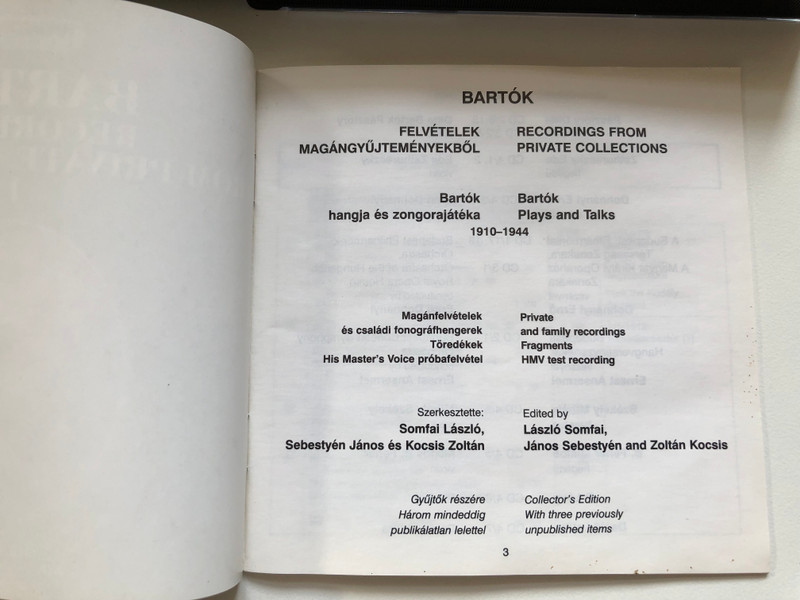 BARTÓK
FELVÉTELEK
MAGÁNGYŰJTEMÉNYEKBŐL
RECORDINGS FROM
PRIVATE COLLECTIONS
Bartók
hangja és zongorajátéka
Bartók
Plays and Talks
1910–1944
Magánfelvételek
és családi fonográfhengerek
Töredékek
His Master's Voice próbafelvétel
Private
and family recordings
Fragments
HMV test recording
Szerkesztette:
Somfai László,
Sebestyén János és Kocsis Zoltán
Edited by
László Somfai,
János Sebestyén and Zoltán Kocsis
Gyűjtők részére
Három mindeddig
publikálatlan lelettel
Collector's Edition
With three previously
unpublished items
3